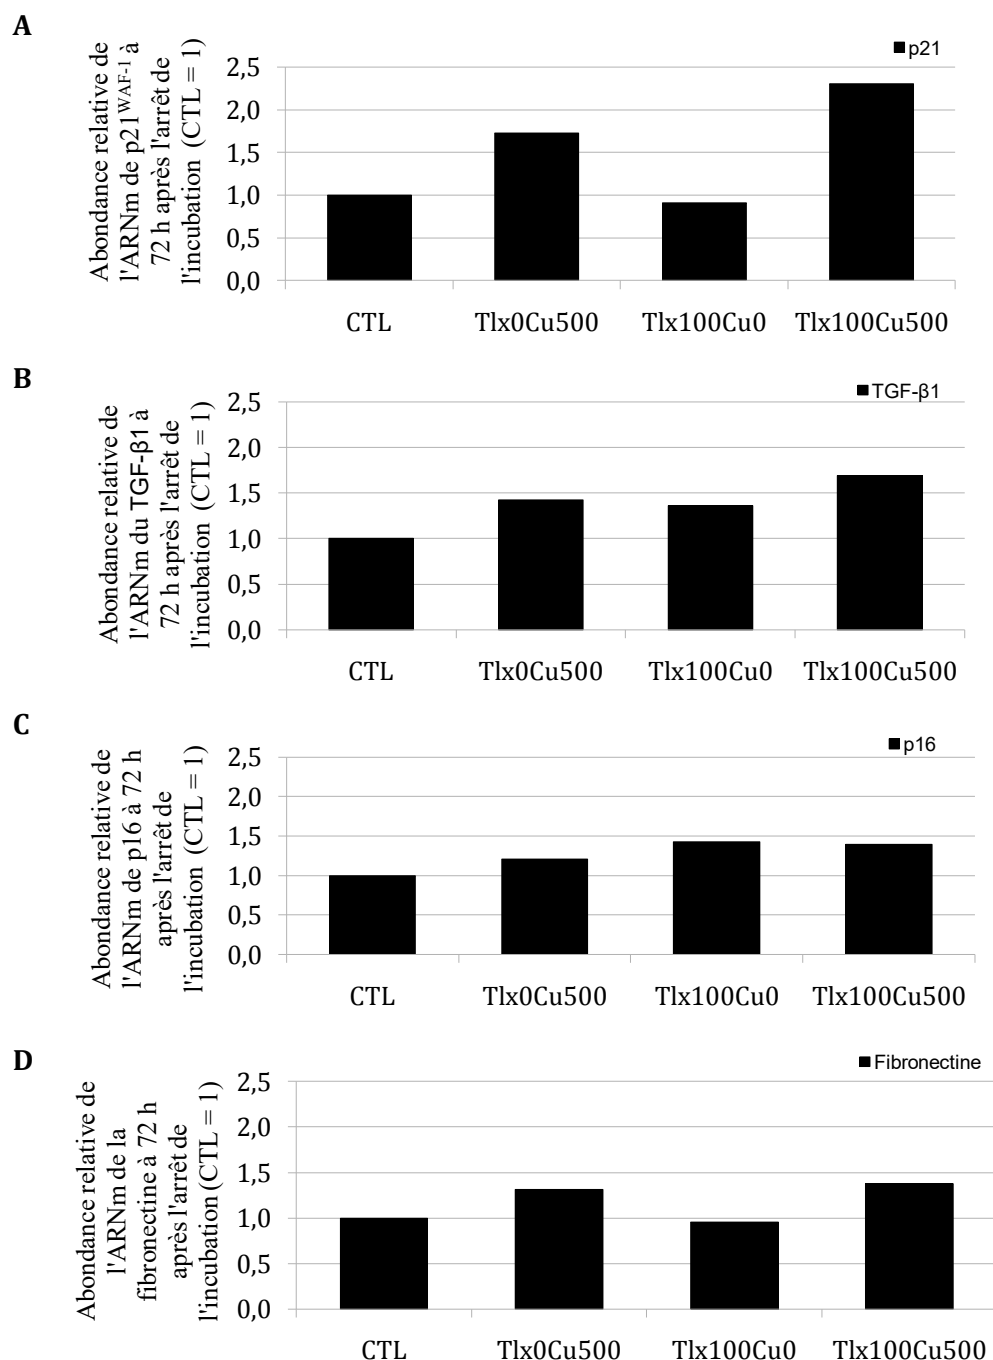 A
Abondance relative de
l'ARNm de p21WAF-1 à
72 h après l'arrêt de
l'incubation (CTL = 1)
p21
2,5
2,0
1,5
1,0
0,5
0,0
CTL Tlx0Cu500 Tlx100Cu0 Tlx100Cu500
B
Abondance relative de
l'ARNm du TGF-β1 à
72 h après l'arrêt de
l'incubation (CTL = 1)
TGF-β1
2,5
2,0
1,5
1,0
0,5
0,0
CTL Tlx0Cu500 Tlx100Cu0 Tlx100Cu500
C
Abondance relative de
l'ARNm de p16 à 72 h
après l'arrêt de
l'incubation (CTL = 1)
p16
2,5
2,0
1,5
1,0
0,5
0,0
CTL Tlx0Cu500 Tlx100Cu0 Tlx100Cu500
D
Abondance relative de
l'ARNm de la
fibronectine à 72 h
après l'arrêt de
l'incubation (CTL = 1)
Fibronectine
2,5
2,0
1,5
1,0
0,5
0,0
CTL Tlx0Cu500 Tlx100Cu0 Tlx100Cu500